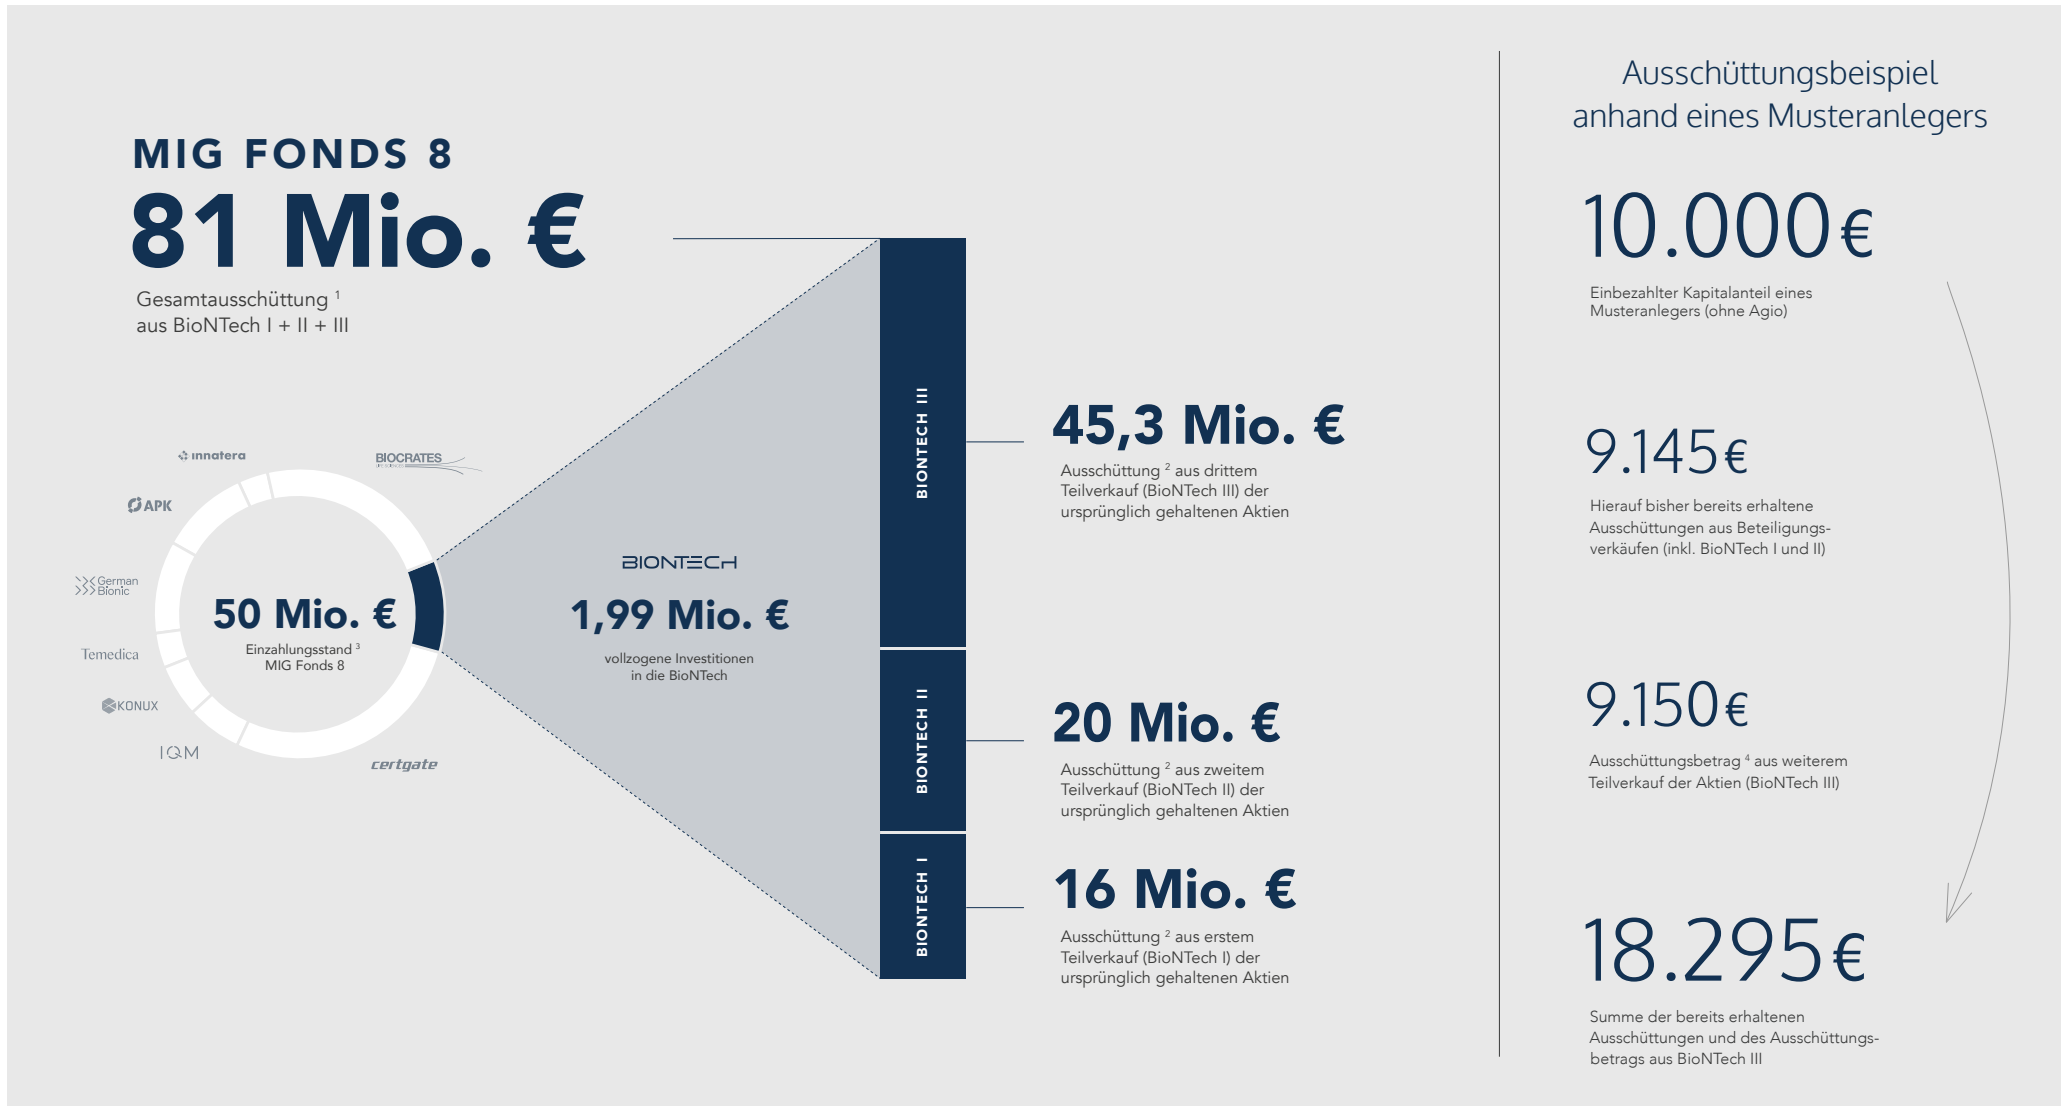 MIG FONDS 8
81 Mio. €
Gesamtausschüttung 1
aus BioNTech I + II + III
innatera
BIOCRATES
APK
German
Bionic
Temedica
KONUX
IQM
certgate
50 Mio. €
Einzahlungsstand 3
MIG Fonds 8
BIONTECH
1,99 Mio. €
vollzogene Investitionen
in die BioNTech
BIONTECH III
45,3 Mio. €
Ausschüttung 2 aus drittem
Teilverkauf (BioNTech III) der
ursprünglich gehaltenen Aktien
BIONTECH II
20 Mio. €
Ausschüttung 2 aus zweitem
Teilverkauf (BioNTech II) der
ursprünglich gehaltenen Aktien
BIONTECH I
16 Mio. €
Ausschüttung 2 aus erstem
Teilverkauf (BioNTech I) der
ursprünglich gehaltenen Aktien
Ausschüttungsbeispiel
anhand eines Musteranlegers
10.000 €
Einbezahlter Kapitalanteil eines
Musteranlegers (ohne Agio)
9.145 €
Hierauf bisher bereits erhaltene
Ausschüttungen aus Beteiligungs-
verkäufen (inkl. BioNTech I und II)
9.150 €
Ausschüttungsbetrag 4 aus weiterem
Teilverkauf der Aktien (BioNTech III)
18.295 €
Summe der bereits erhaltenen
Ausschüttungen und des Ausschüttungs-
betrags aus BioNTech III